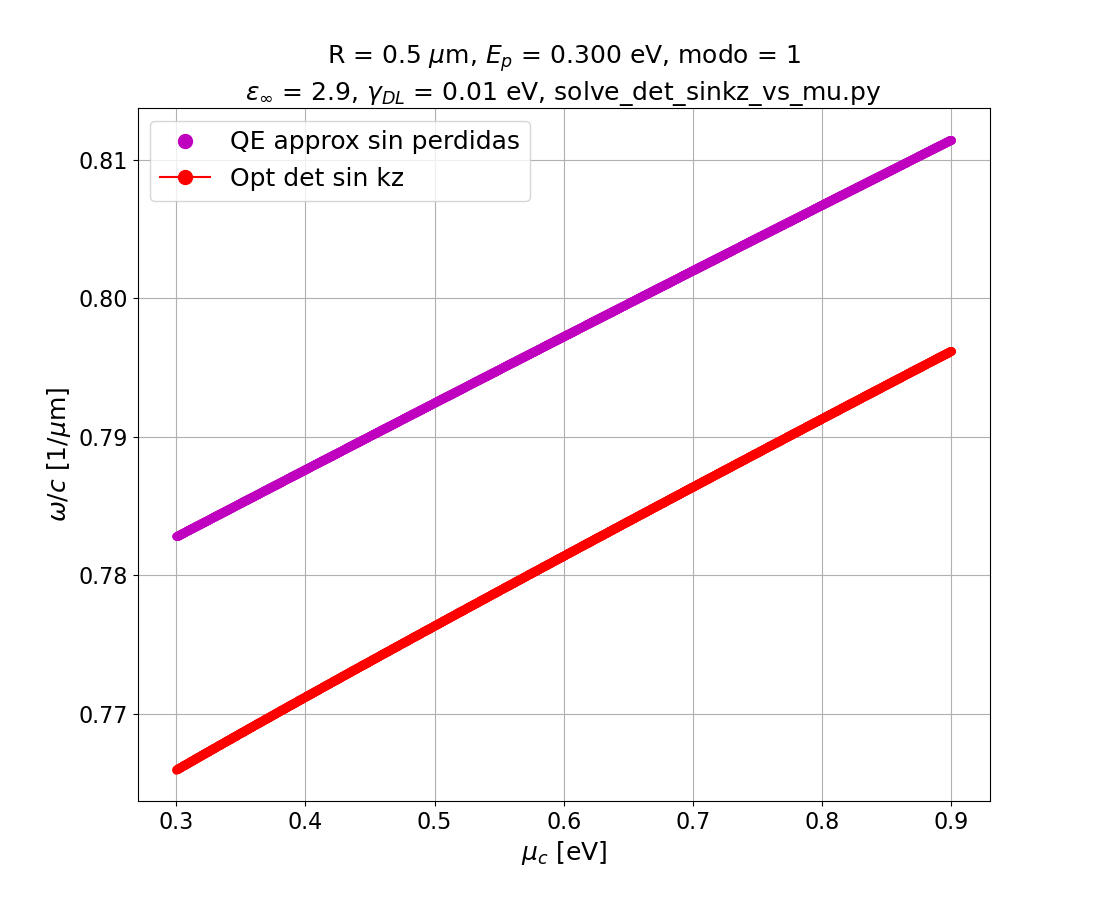 R = 0.5 μm, E_p = 0.300 eV, modo = 1
ε_∞ = 2.9, γ_DL = 0.01 eV, solve_det_sinkz_vs_mu.py
QE approx sin perdidas
Opt det sin kz
0.81
0.80
0.79
0.78
0.77
ω/c [1/μm]
0.3 0.4 0.5 0.6 0.7 0.8 0.9
μ_c [eV]